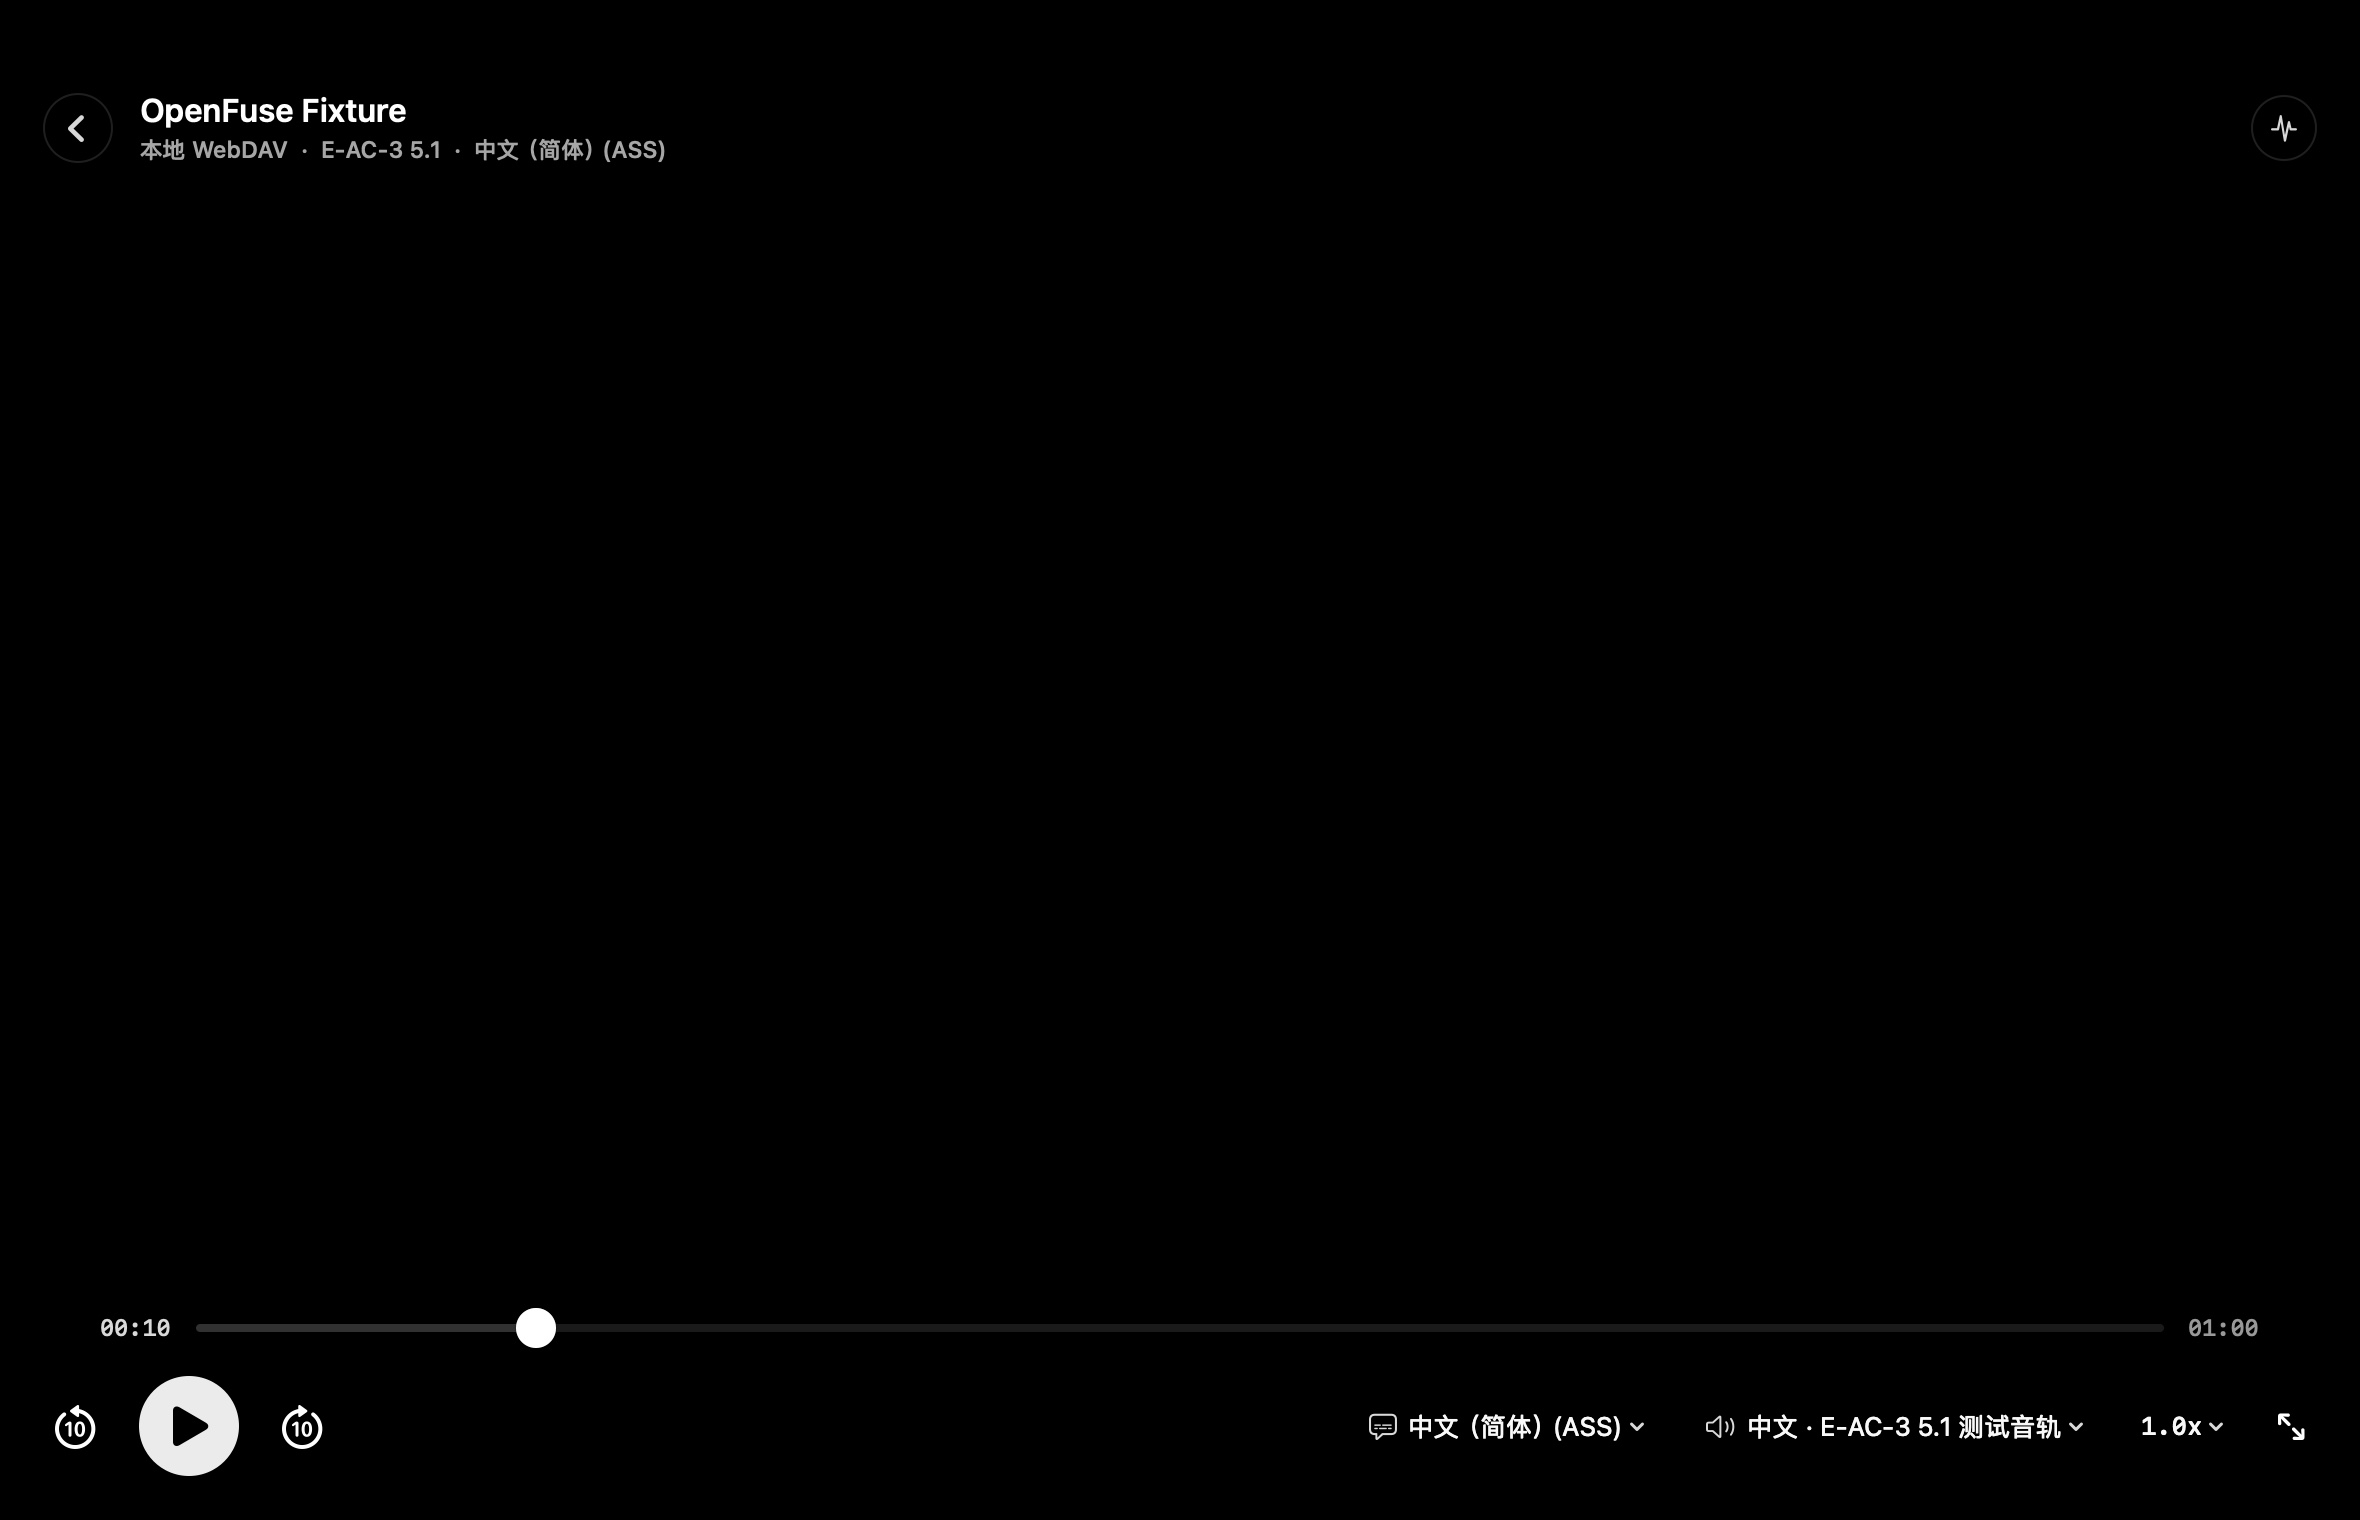 OpenFuse Fixture
本地 WebDAV · E-AC-3 5.1 · 中文（简体）(ASS)
00:10
01:00
10
10
中文（简体）(ASS)
中文 · E-AC-3 5.1 测试音轨
1.0x